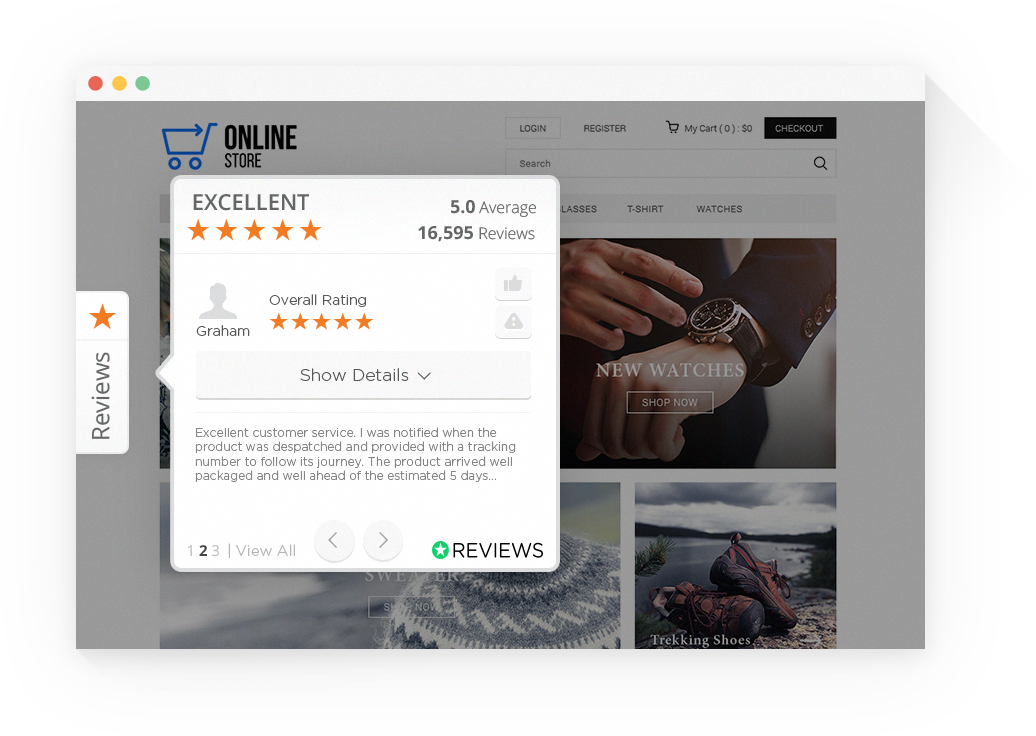 ONLINE
STORE
LOGIN
REGISTER
My Cart ( 0 ) : $0
CHECKOUT
Search
T-SHIRT
WATCHES
EXCELLENT
5.0 Average
16,595 Reviews
Reviews
Graham
Overall Rating
Show Details
Excellent customer service. I was notified when the
product was despatched and provided with a tracking
number to follow its journey. The product arrived well
packaged and well ahead of the estimated 5 days...
1 2 3 | View All
REVIEWS
NEW WATCHES
SHOP NOW
SWEATER
SHOP NOW
Trekking Shoes